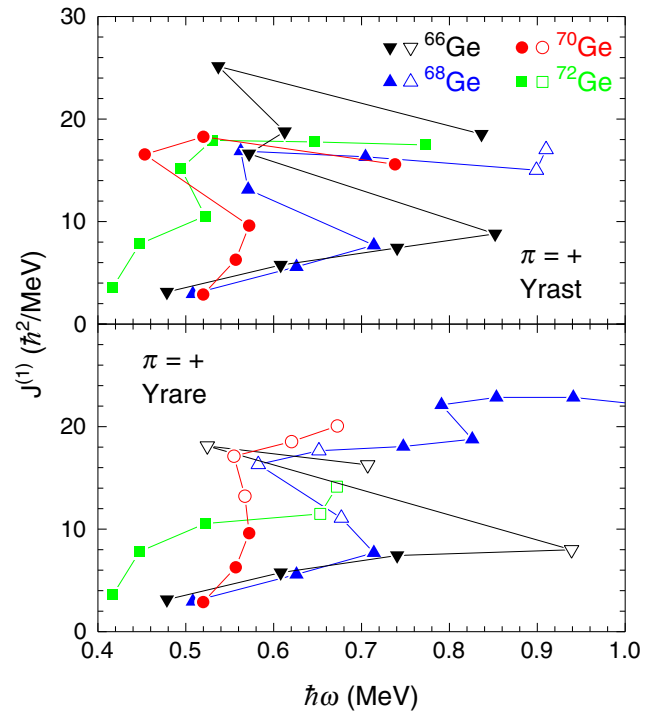 30
20
10
0
⁶⁶Ge ⁷⁰Ge
⁶⁸Ge ⁷²Ge
π = +
Yrast
J⁽¹⁾ (ℏ²/MeV)
π = +
Yrare
20
10
0
0.4 0.5 0.6 0.7 0.8 0.9 1.0
ℏω (MeV)